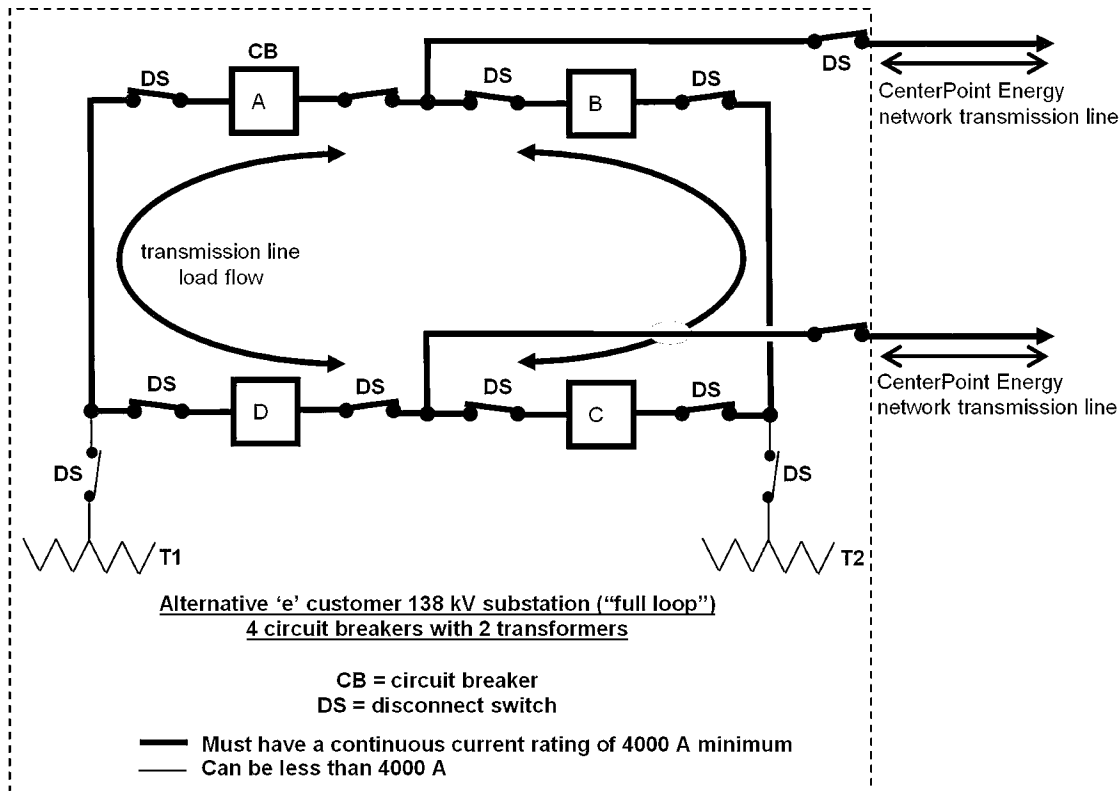 CB
DS
A
DS
B
DS
DS
CenterPoint Energy
network transmission line
transmission line
load flow
DS
D
DS
DS
C
DS
CenterPoint Energy
network transmission line
DS
DS
T1
T2
Alternative ‘e’ customer 138 kV substation (“full loop”)
4 circuit breakers with 2 transformers
CB = circuit breaker
DS = disconnect switch
Must have a continuous current rating of 4000 A minimum
Can be less than 4000 A